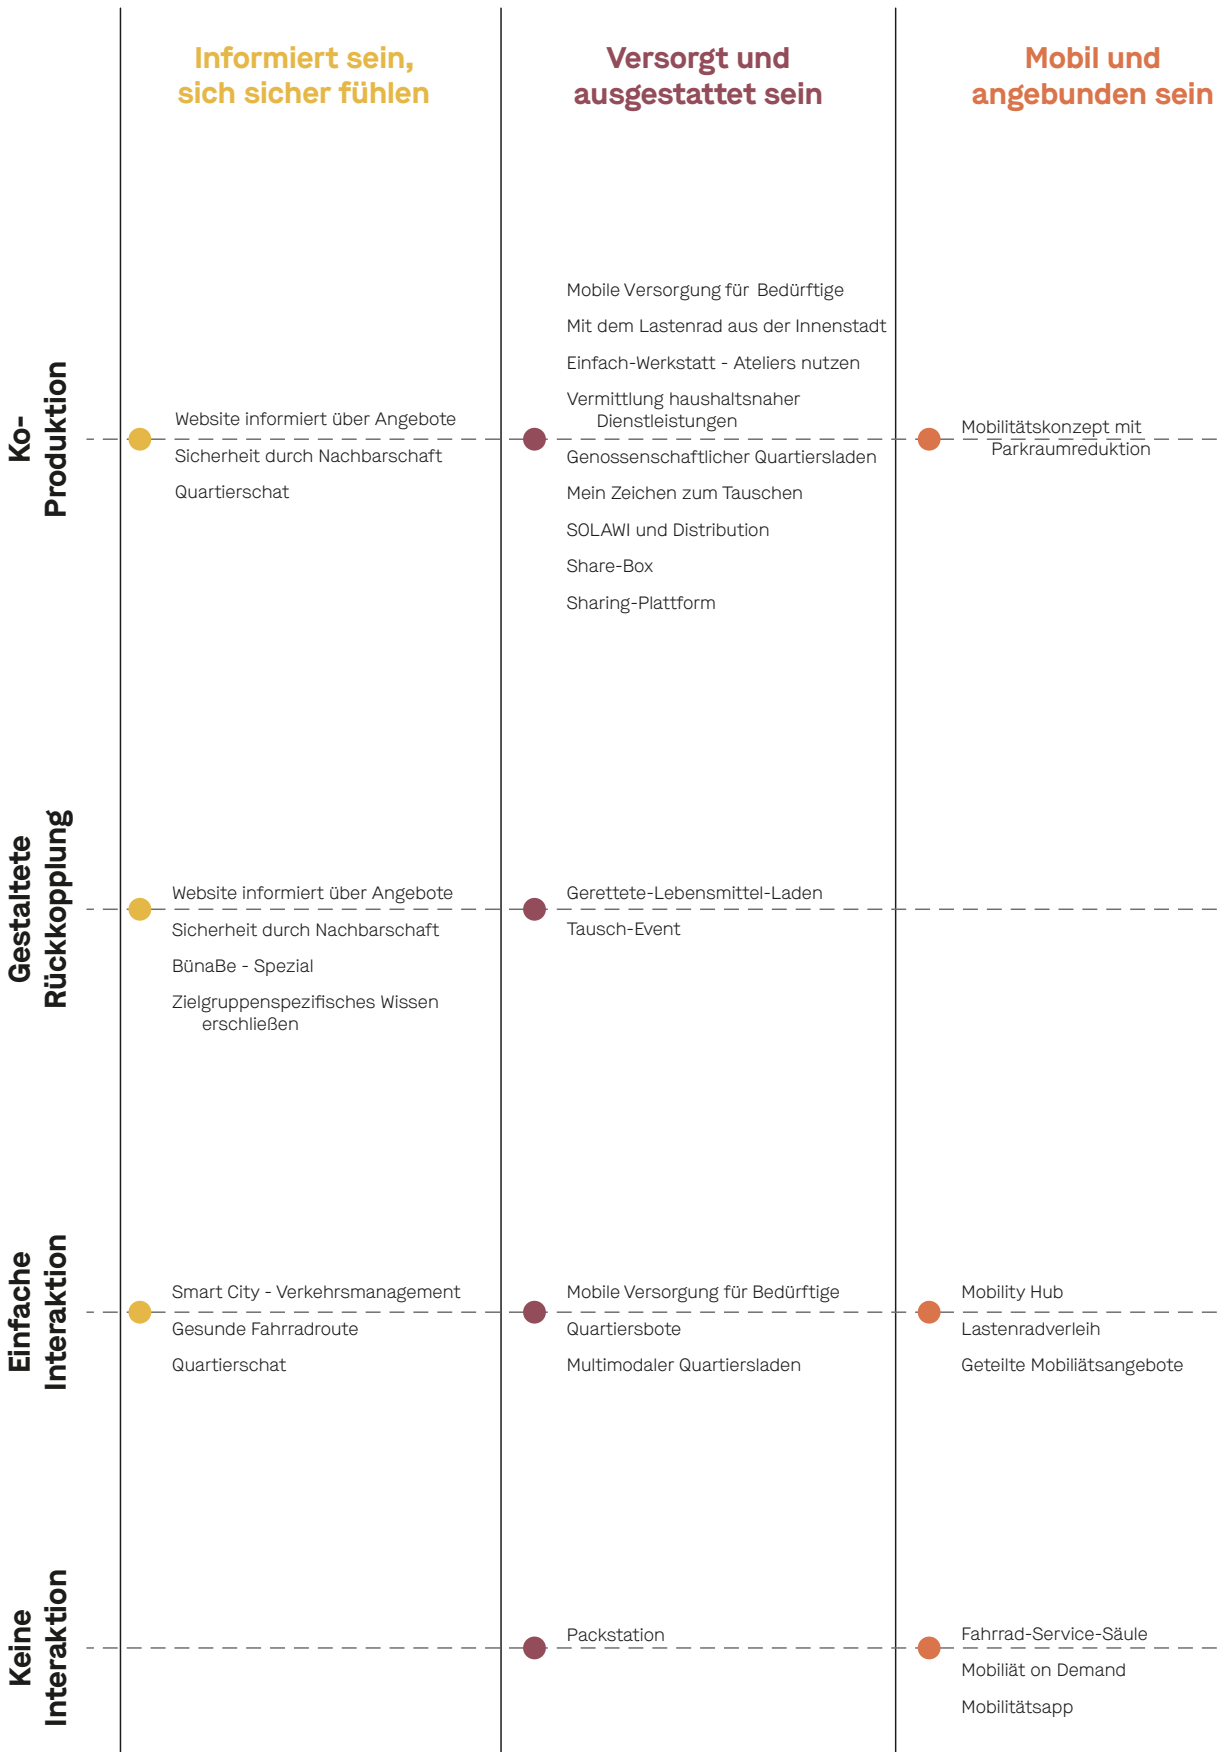 Informiert sein,
sich sicher fühlen
Versorgt und
ausgestattet sein
Mobil und
angebunden sein
Ko-
Produktion
Website informiert über Angebote
Sicherheit durch Nachbarschaft
Quartierschat
Mobile Versorgung für Bedürftige
Mit dem Lastenrad aus der Innenstadt
Einfach-Werkstatt - Ateliers nutzen
Vermittlung haushaltsnaher
Dienstleistungen
Genossenschaftlicher Quartiersladen
Mein Zeichen zum Tauschen
SOLAWI und Distribution
Share-Box
Sharing-Plattform
Mobilitätskonzept mit
Parkraumreduktion
Gestaltete
Rückkopplung
Website informiert über Angebote
Sicherheit durch Nachbarschaft
BünaBe - Spezial
Zielgruppenspezifisches Wissen
erschließen
Gerettete-Lebensmittel-Laden
Tausch-Event
Einfache
Interaktion
Smart City - Verkehrsmanagement
Gesunde Fahrradroute
Quartierschat
Mobile Versorgung für Bedürftige
Quartiersbote
Multimodaler Quartiersladen
Mobility Hub
Lastenradverleih
Geteilte Mobiliätsangebote
Keine
Interaktion
Packstation
Fahrrad-Service-Säule
Mobiliät on Demand
Mobilitätsapp